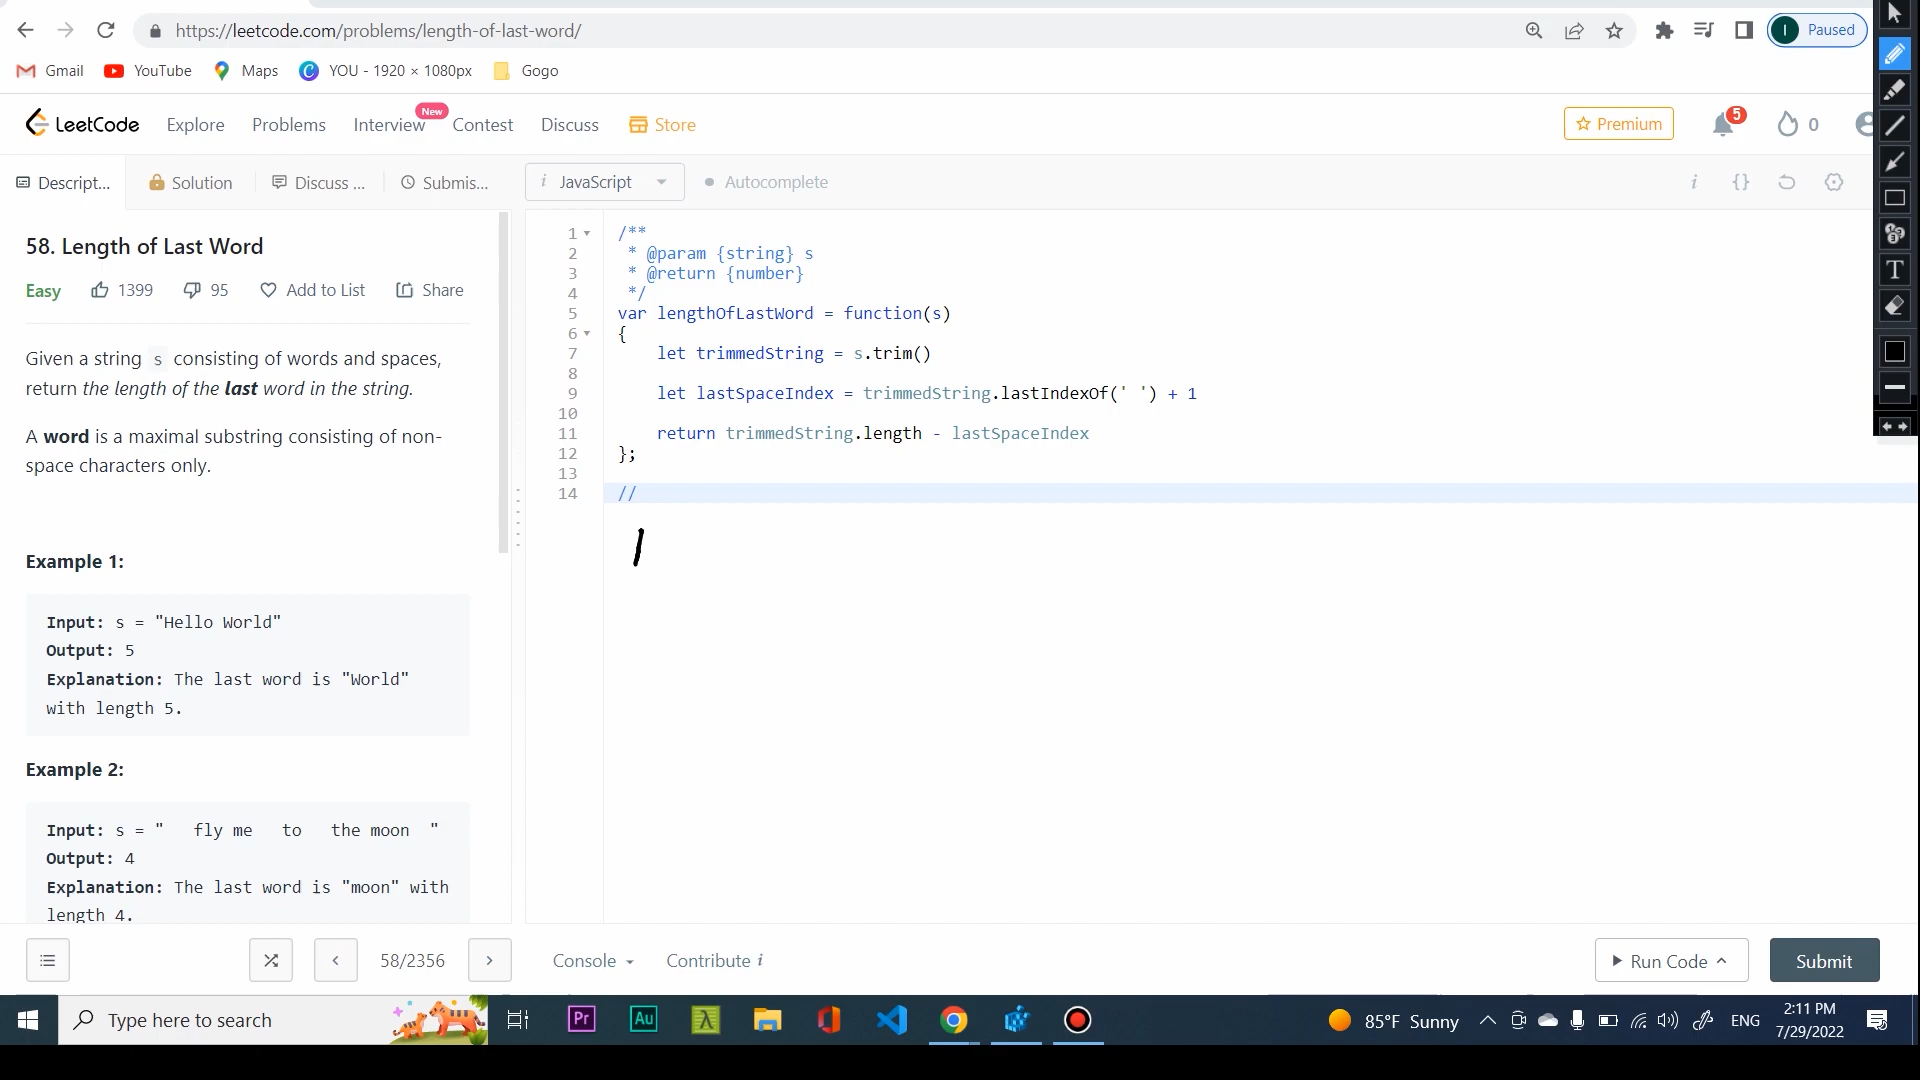 https://leetcode.com/problems/length-of-last-word/
Paused
Gmail
YouTube
Maps
YOU - 1920 × 1080px
Gogo
LeetCode
Explore
Problems
Interview
New
Contest
Discuss
Store
Premium
5
0
Descript...
Solution
Discuss ...
Submis...
i JavaScript
Autocomplete
58. Length of Last Word
Easy
1399
95
Add to List
Share
Given a string s consisting of words and spaces,
return the length of the last word in the string.
A word is a maximal substring consisting of non-
space characters only.
Example 1:
Input: s = "Hello World"
Output: 5
Explanation: The last word is "World"
with length 5.
Example 2:
Input: s = "   fly me   to   the moon  "
Output: 4
Explanation: The last word is "moon" with
length 4.
1 /**
2  * @param {string} s
3  * @return {number}
4  */
5 var lengthOfLastWord = function(s)
6 {
7     let trimmedString = s.trim()
8
9     let lastSpaceIndex = trimmedString.lastIndexOf(' ') + 1
10
11     return trimmedString.length - lastSpaceIndex
12 };
13
14 //
58/2356
Console
Contribute i
Run Code
Submit
Type here to search
Pr
Au
85°F Sunny
ENG
2:11 PM
7/29/2022